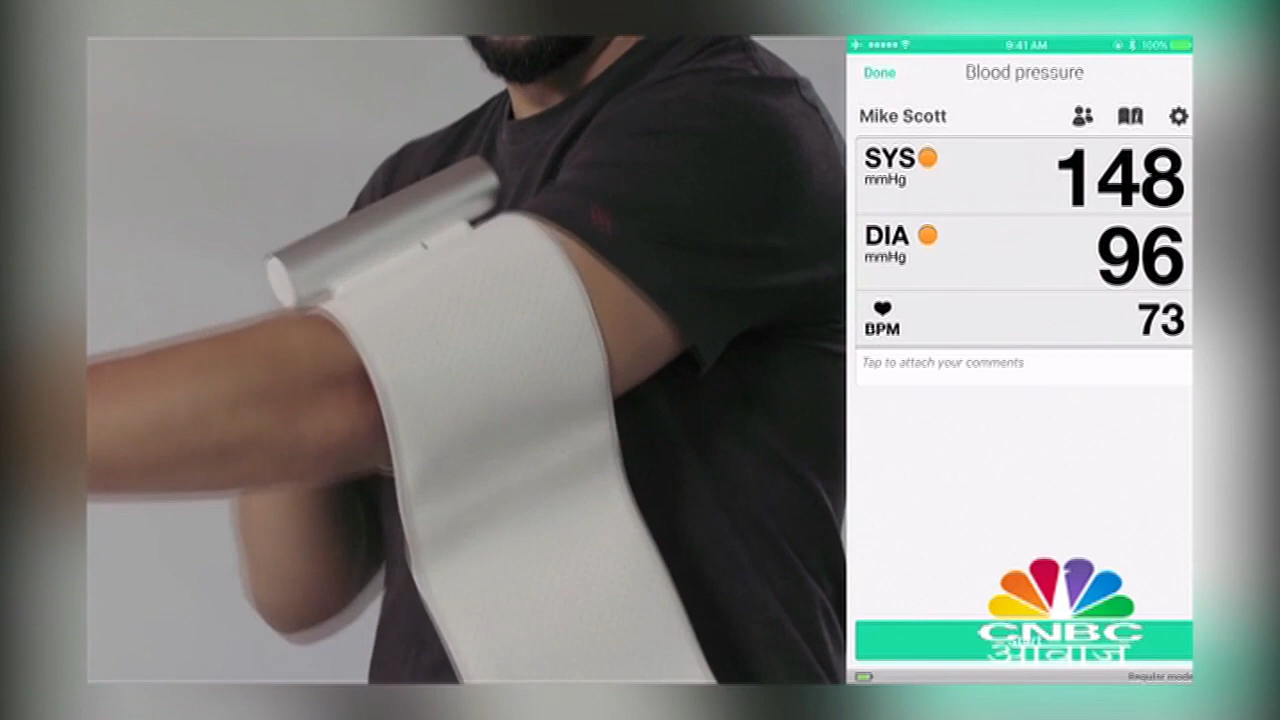 9:41 AM
100%
Done
Blood pressure
Mike Scott
SYS
mmHg
148
DIA
mmHg
96
BPM
73
Tap to attach your comments
CNBC
आवाज़
Regular mode